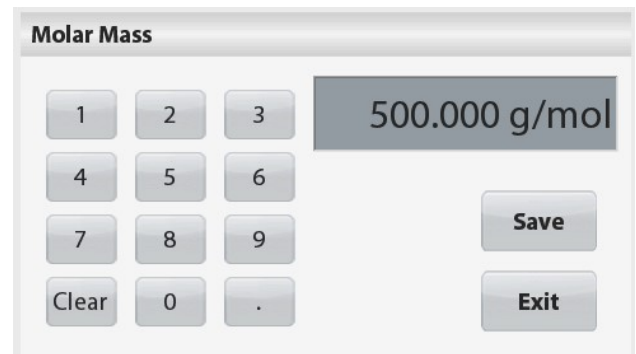 Molar Mass
1 2 3
500.000 g/mol
4 5 6
7 8 9
Save
Clear 0 .
Exit